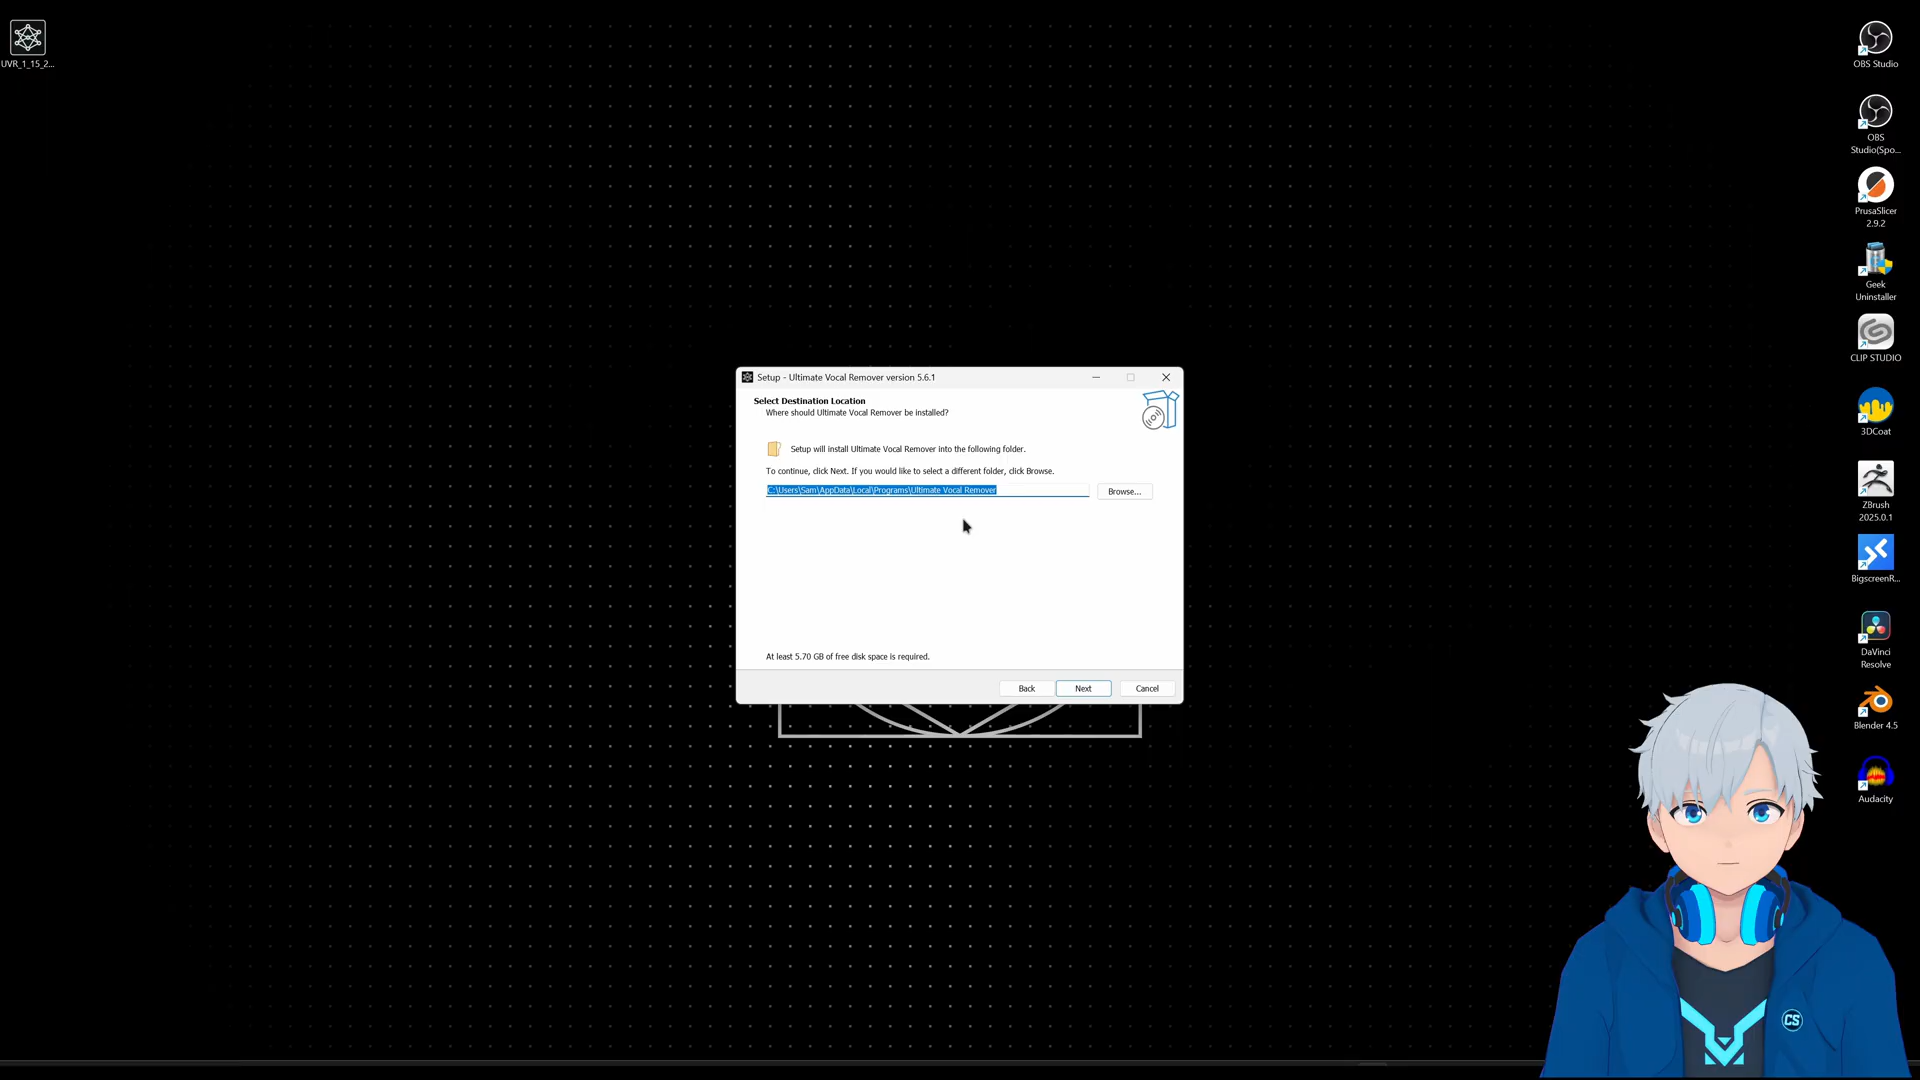 UVR_1_15_2...
Setup - Ultimate Vocal Remover version 5.6.1
Select Destination Location
Where should Ultimate Vocal Remover be installed?
Setup will install Ultimate Vocal Remover into the following folder.
To continue, click Next. If you would like to select a different folder, click Browse.
C:\Users\Sam\AppData\Local\Programs\Ultimate Vocal Remover
Browse...
At least 5.70 GB of free disk space is required.
Back
Next
Cancel
OBS Studio
OBS
Studio(Spo...
PrusaSlicer
2.9.2
Geek
Uninstaller
CLIP STUDIO
3DCoat
ZBrush
2025.0.1
BigscreenR...
DaVinci
Resolve
Blender 4.5
Audacity
CS